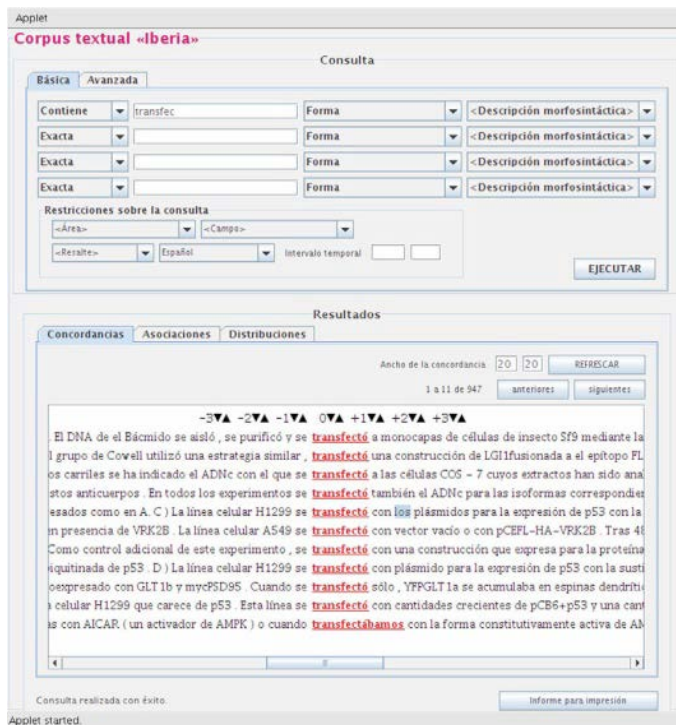 Applet
Corpus textual «Iberia»
Consulta
Básica Avanzada
Contiene transfec Forma <Descripción morfosintáctica>
Exacta Forma <Descripción morfosintáctica>
Exacta Forma <Descripción morfosintáctica>
Exacta Forma <Descripción morfosintáctica>
Restricciones sobre la consulta
<Área> <Campo>
<Resalte> Español Intervalo temporal
EJECUTAR
Resultados
Concordancias Asociaciones Distribuciones
Ancho de la concordancia 20 20 REFRESCAR
1 a 11 de 947 anteriores siguientes
-3▼▲ -2▼▲ -1▼▲ 0▼▲ +1▼▲ +2▼▲ +3▼▲
. El DNA de el Bácmido se aisló , se purificó y se transfectó a monocapas de células de insecto Sf9 mediante la
l grupo de Covell utilizó una estrategia similar , transfectó una construcción de LGI1fusionada a el epítopo FL
os carriles se ha indicado el ADNc con el que se transfectó a las células COS - 7 cuyos extractos han sido ana
stos anticuerpos . En todos los experimentos se transfectó también el ADNc para las isoformas correspondie
esados como en A. C ) La línea celular H1299 se transfectó con los plásmidos para la expresión de p53 con la
en presencia de VRK2B . La línea celular A549 se transfectó con vector vacío o con pCEFL-HA-VRK2B . Tras 48
Como control adicional de este experimento , se transfectó con una construcción que expresa para la proteína
iquitinada de p53 . D ) La línea celular H1299 se transfectó con plásmido para la expresión de p53 con la susti
oexpresado con GLT1b y mycPSD95 . Cuando se transfectó sólo , YFPGLT1a se acumulaba en espinas dendríti
a celular H1299 que carece de p53 . Esta línea se transfectó con cantidades crecientes de pCB6+p53 y una cant
as con AICAR ( un activador de AMPK ) o cuando transfectábamos con la forma constitutivamente activa de AM
Consulta realizada con éxito. Informe para impresión
Applet started.